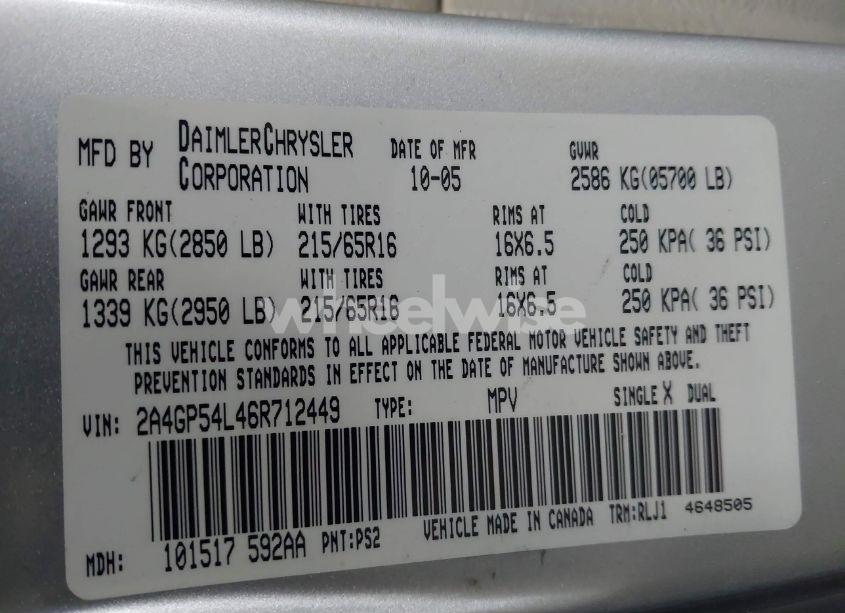 MFD BY DAIMLERCHRYSLER CORPORATION DATE OF MFR 10-05 GVWR 2586 KG(05700 LB)
GAWR FRONT WITH TIRES RIMS AT COLD
1293 KG(2850 LB) 215/65R16 16X6.5 250 KPA( 36 PSI)
GAWR REAR WITH TIRES RIMS AT COLD
1339 KG(2950 LB) 215/65R16 16X6.5 250 KPA( 36 PSI)
wheelwise
THIS VEHICLE CONFORMS TO ALL APPLICABLE FEDERAL MOTOR VEHICLE SAFETY AND THEFT
PREVENTION STANDARDS IN EFFECT ON THE DATE OF MANUFACTURE SHOWN ABOVE.
VIN: 2A4GP54L46R712449 TYPE: MPV SINGLE X DUAL
VEHICLE MADE IN CANADA TRM:RLJ1 4648505
MDH: 101517 592AA PNT:PS2